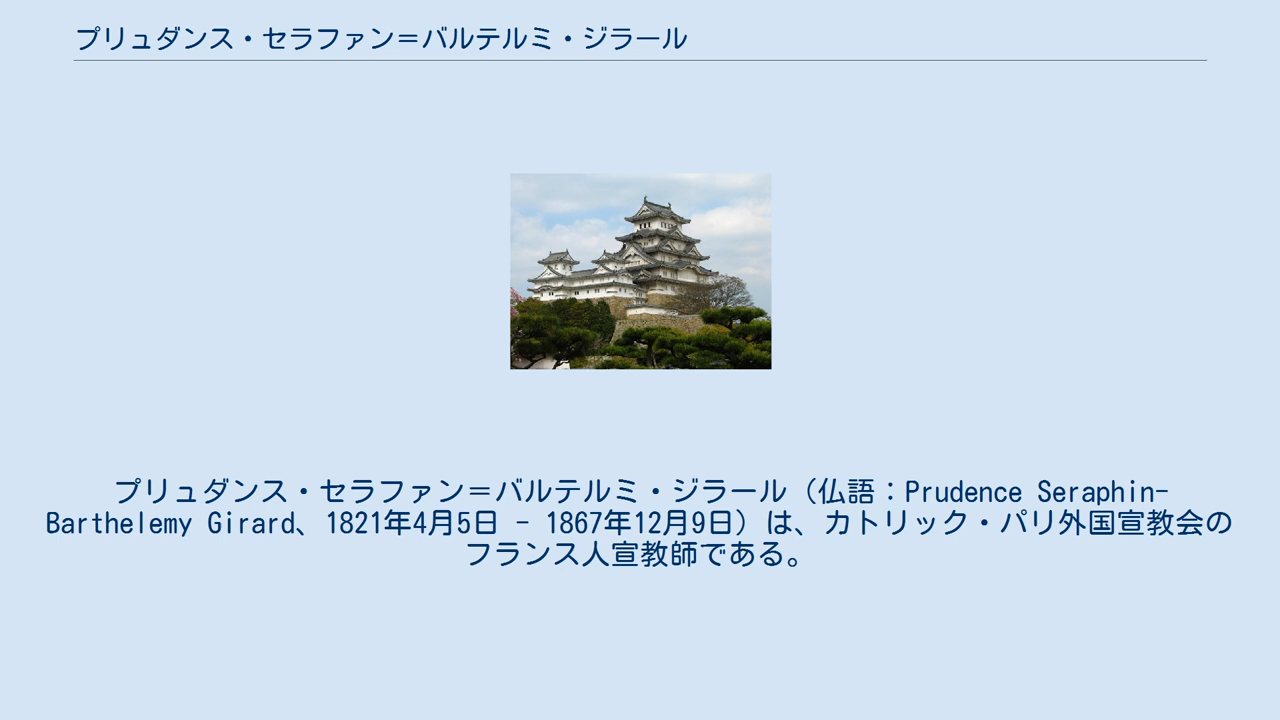 プリュダンス・セラファン＝バルテルミ・ジラール
プリュダンス・セラファン＝バルテルミ・ジラール（仏語：Prudence Seraphin-
Barthelemy Girard、1821年4月5日 - 1867年12月9日）は、カトリック・パリ外国宣教会の
フランス人宣教師である。